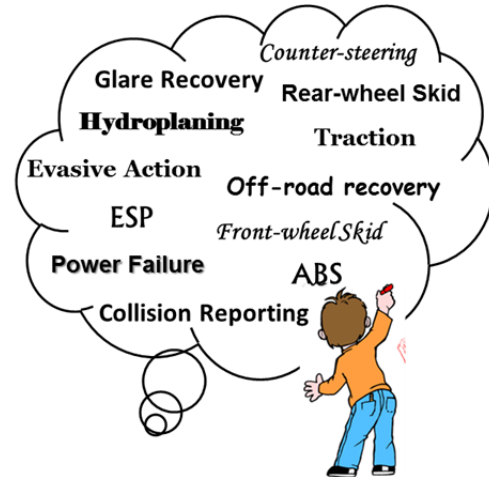 Counter-steering
Glare Recovery
Rear-wheel Skid
Hydroplaning
Traction
Evasive Action
Off-road recovery
ESP
Front-wheel Skid
Power Failure
ABS
Collision Reporting